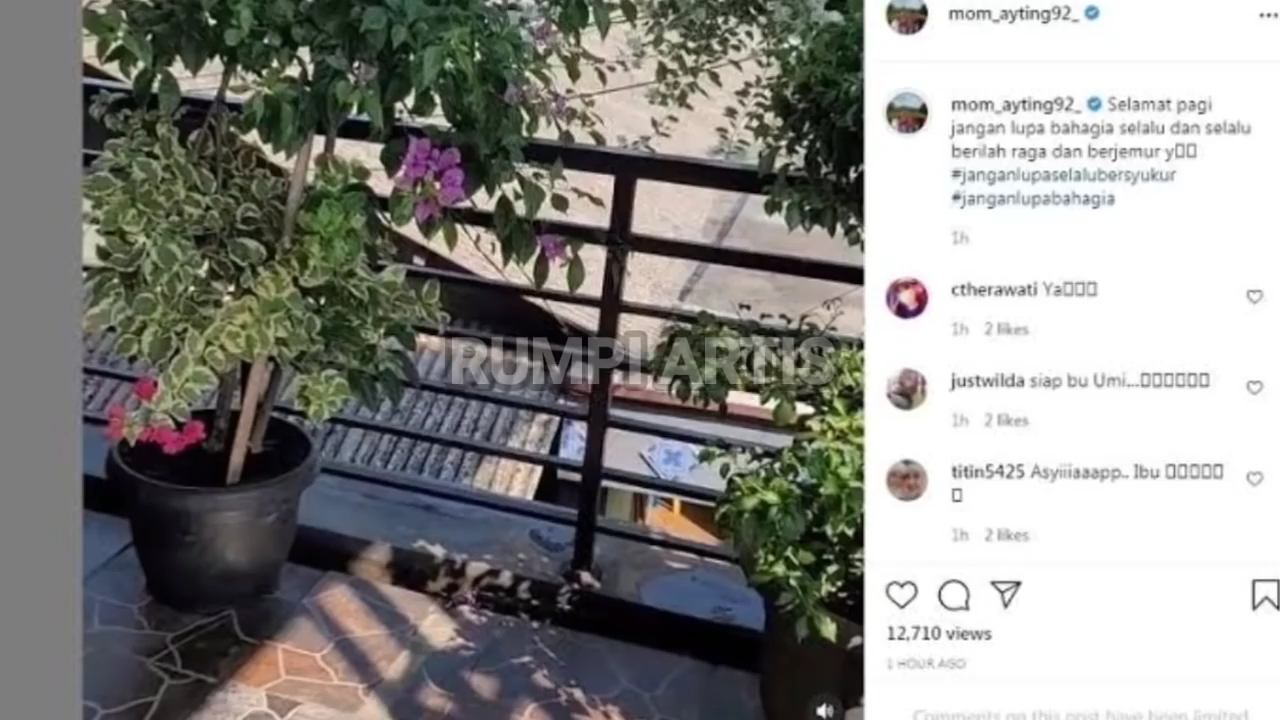 mom_ayting92_
mom_ayting92_ Selamat pagi
jangan lupa bahagia selalu dan selalu
berilah raga dan berjemur y▯▯
#janganlupaselalubersyukur
#janganlupabahagia
1h
ctherawati Ya▯▯▯
1h 2 likes
justwilda siap bu Umi...▯▯▯▯▯▯
1h 2 likes
titin5425 Asyiiiaaapp.. Ibu ▯▯▯▯▯
▯
1h 2 likes
RUMPI ARTIS
12,710 views
1 HOUR AGO
Comments on this post have been limited